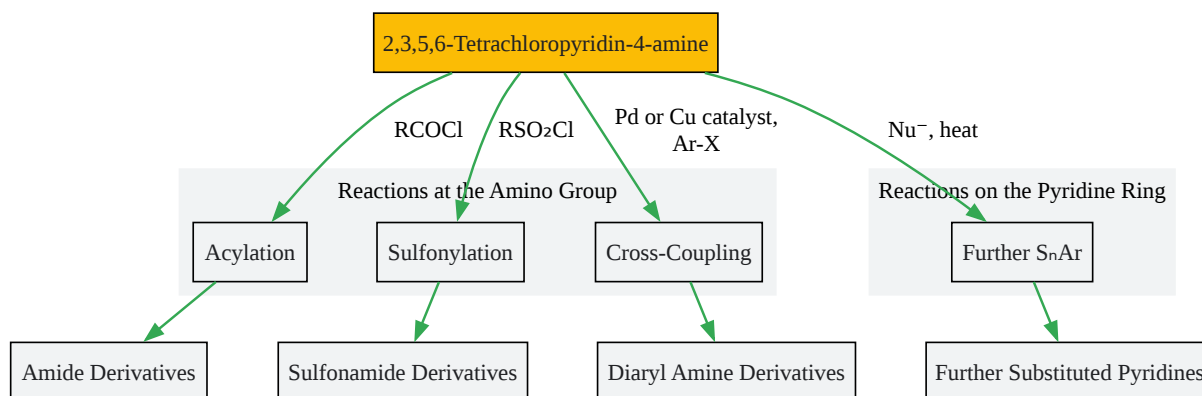 2,3,5,6-Tetrachloropyridin-4-amine
RCOCl
RSO₂Cl
Pd or Cu catalyst,
Ar-X
Nu⁻, heat
Reactions at the Amino Group
Reactions on the Pyridine Ring
Acylation
Sulfonylation
Cross-Coupling
Further SₙAr
Amide Derivatives
Sulfonamide Derivatives
Diaryl Amine Derivatives
Further Substituted Pyridines